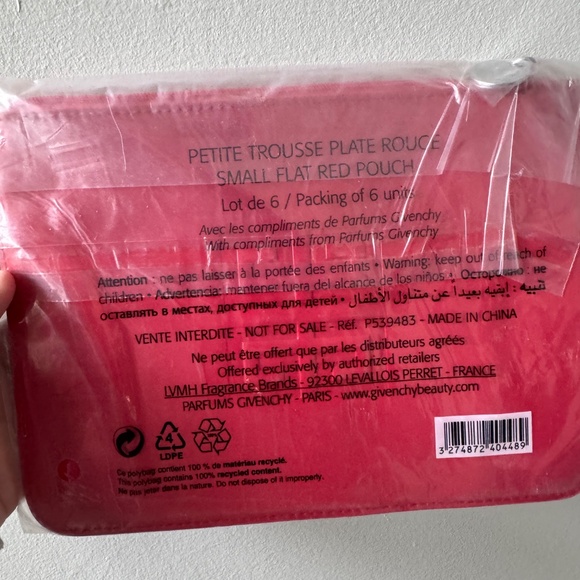 PETITE TROUSSE PLATE ROUGE
SMALL FLAT RED POUCH
Lot de 6 / Packing of 6 units
Avec les compliments de Parfums Givenchy
With compliments from Parfums Givenchy
Attention : ne pas laisser à la portée des enfants • Warning: keep out of reach of
children • Advertencia: mantener fuera del alcance de los niños • Осторожно: не
оставлять в местах, доступных для детей • تنبيه : إبقيه بعيداً عن متناول الأطفال
VENTE INTERDITE - NOT FOR SALE - Réf. P539483 - MADE IN CHINA
Ne peut être offert que par les distributeurs agréés
Offered exclusively by authorized retailers
LVMH Fragrance Brands - 92300 LEVALLOIS PERRET - FRANCE
PARFUMS GIVENCHY - PARIS - www.givenchybeauty.com
4
LDPE
Ce polybag contient 100 % de matériau recyclé.
This polybag contains 100% recycled content.
Ne pas jeter dans la nature. Do not dispose of it improperly.
3 274872 404489